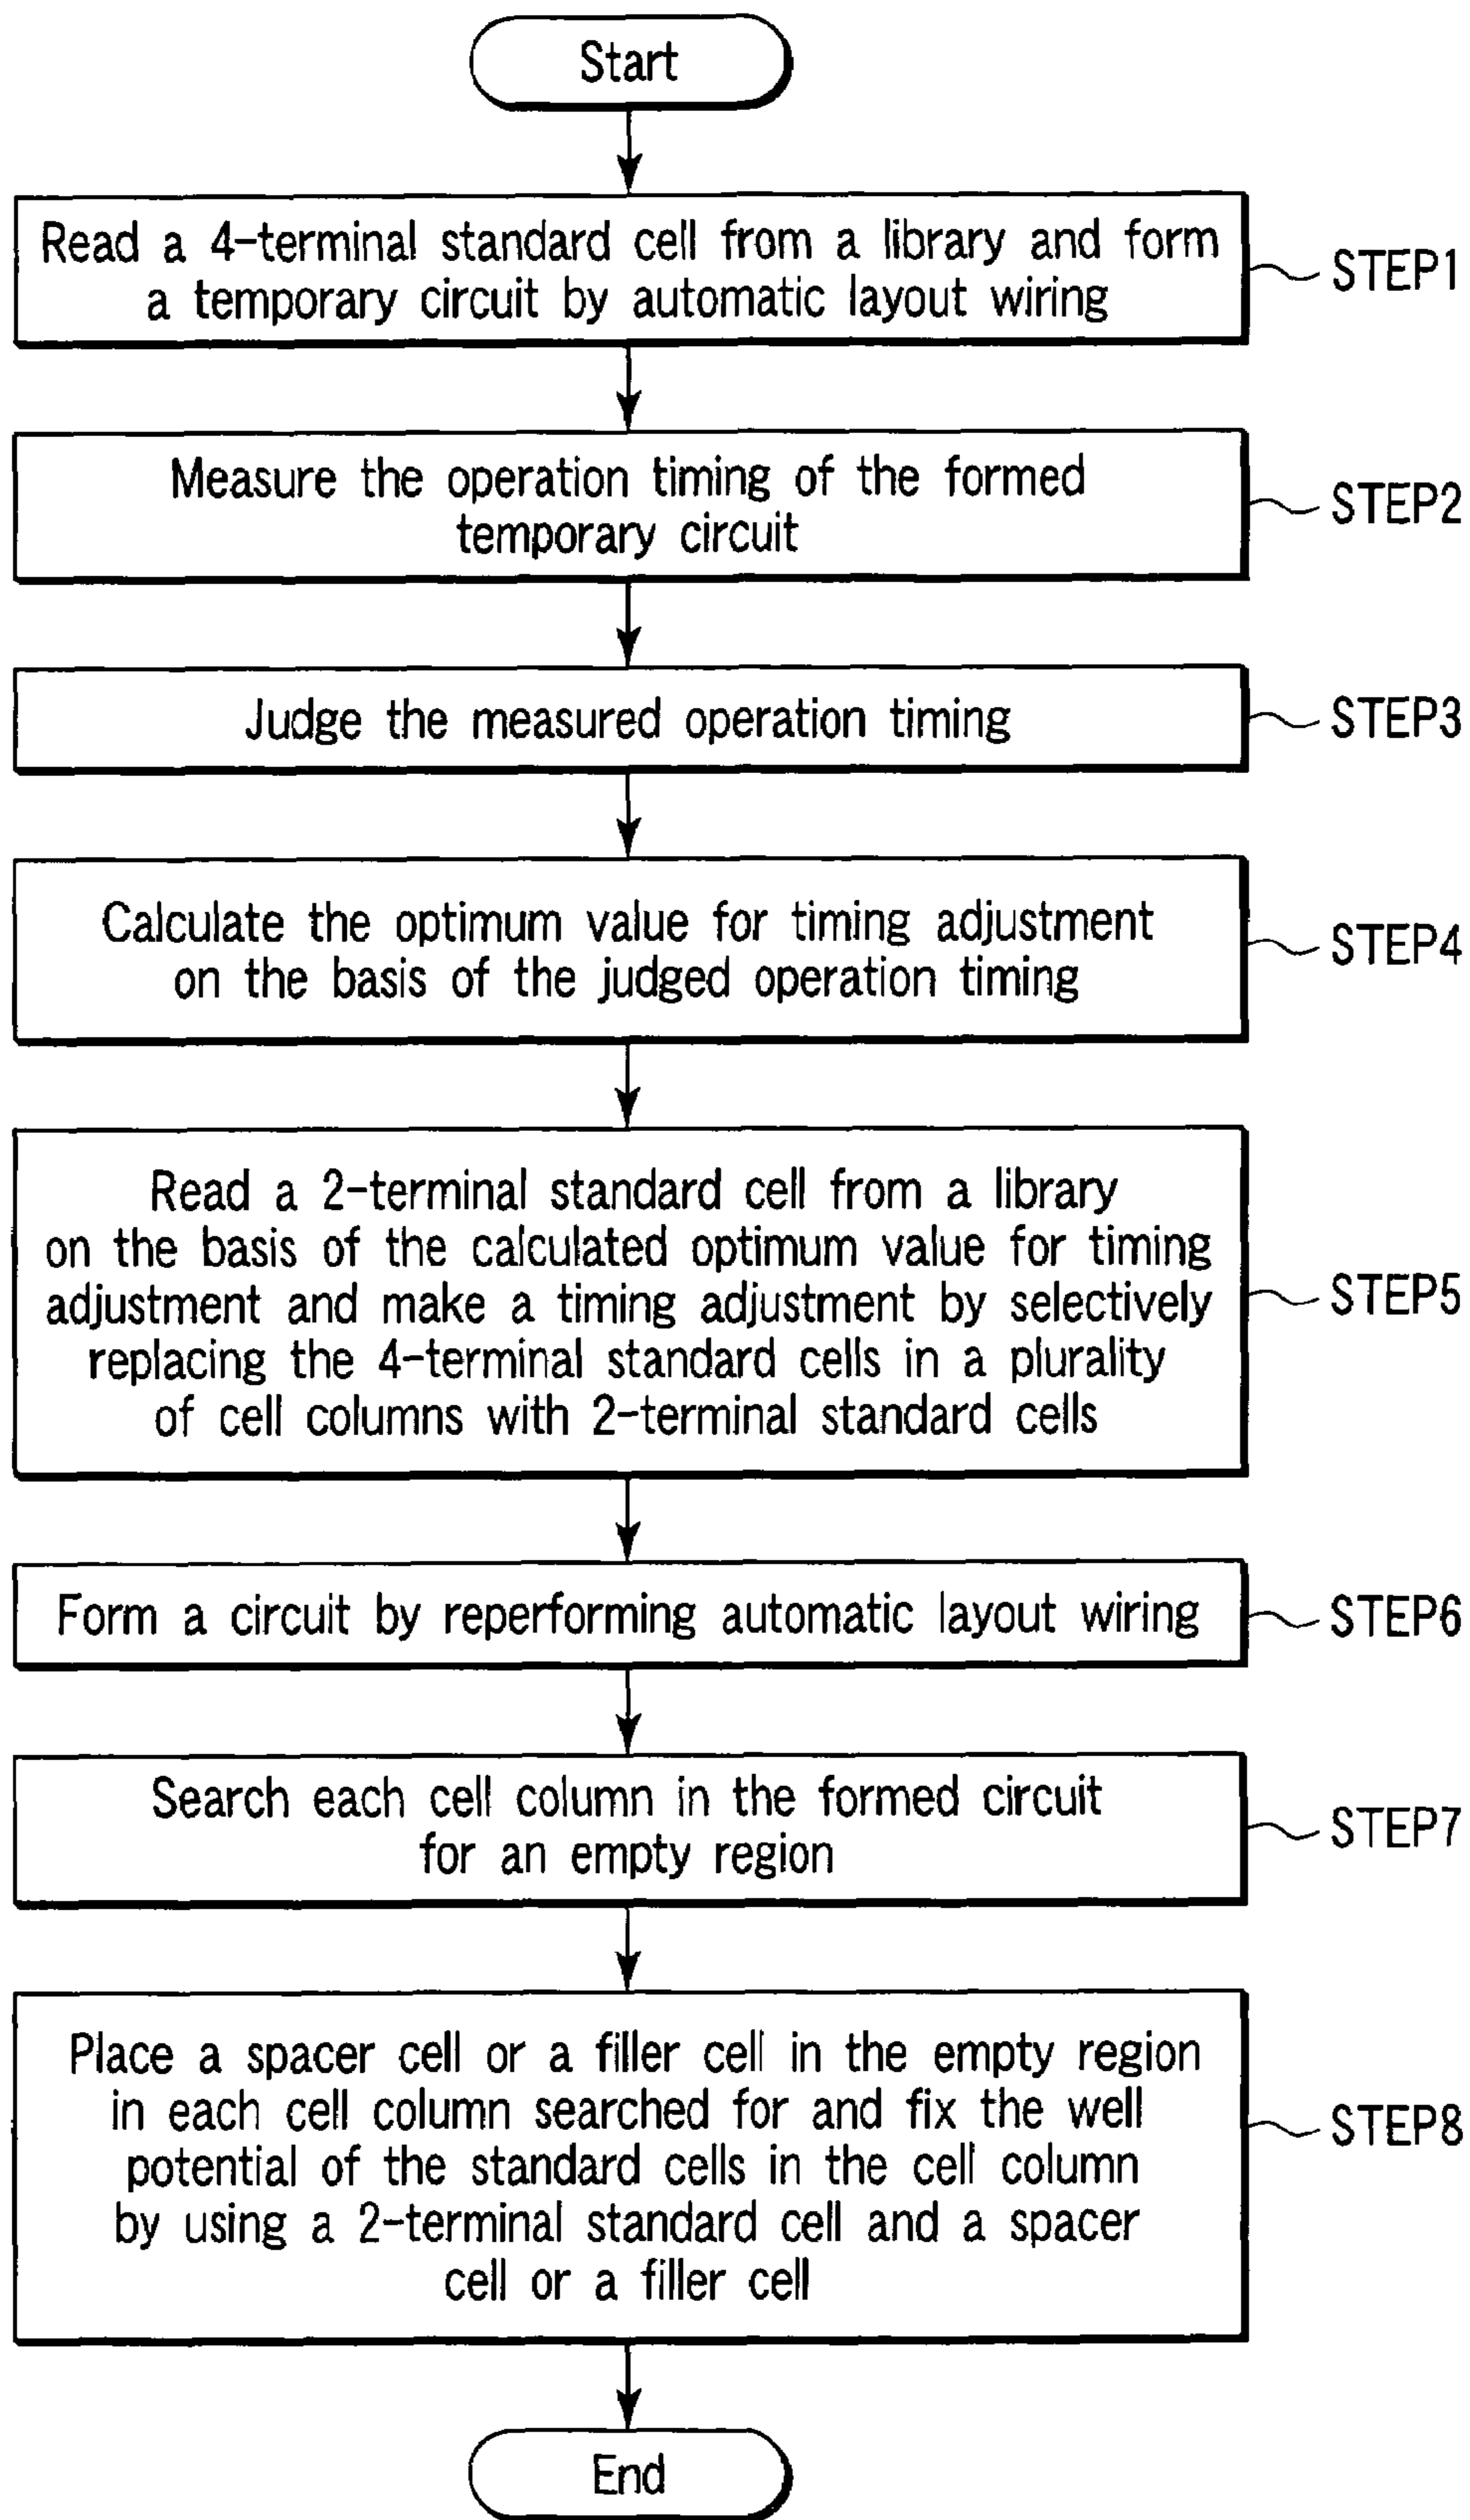 Start
Read a 4-terminal standard cell from a library and form
a temporary circuit by automatic layout wiring
STEP1
Measure the operation timing of the formed
temporary circuit
STEP2
Judge the measured operation timing
STEP3
Calculate the optimum value for timing adjustment
on the basis of the judged operation timing
STEP4
Read a 2-terminal standard cell from a library
on the basis of the calculated optimum value for timing
adjustment and make a timing adjustment by selectively
replacing the 4-terminal standard cells in a plurality
of cell columns with 2-terminal standard cells
STEP5
Form a circuit by reperforming automatic layout wiring
STEP6
Search each cell column in the formed circuit
for an empty region
STEP7
Place a spacer cell or a filler cell in the empty region
in each cell column searched for and fix the well
potential of the standard cells in the cell column
by using a 2-terminal standard cell and a spacer
cell or a filler cell
STEP8
End